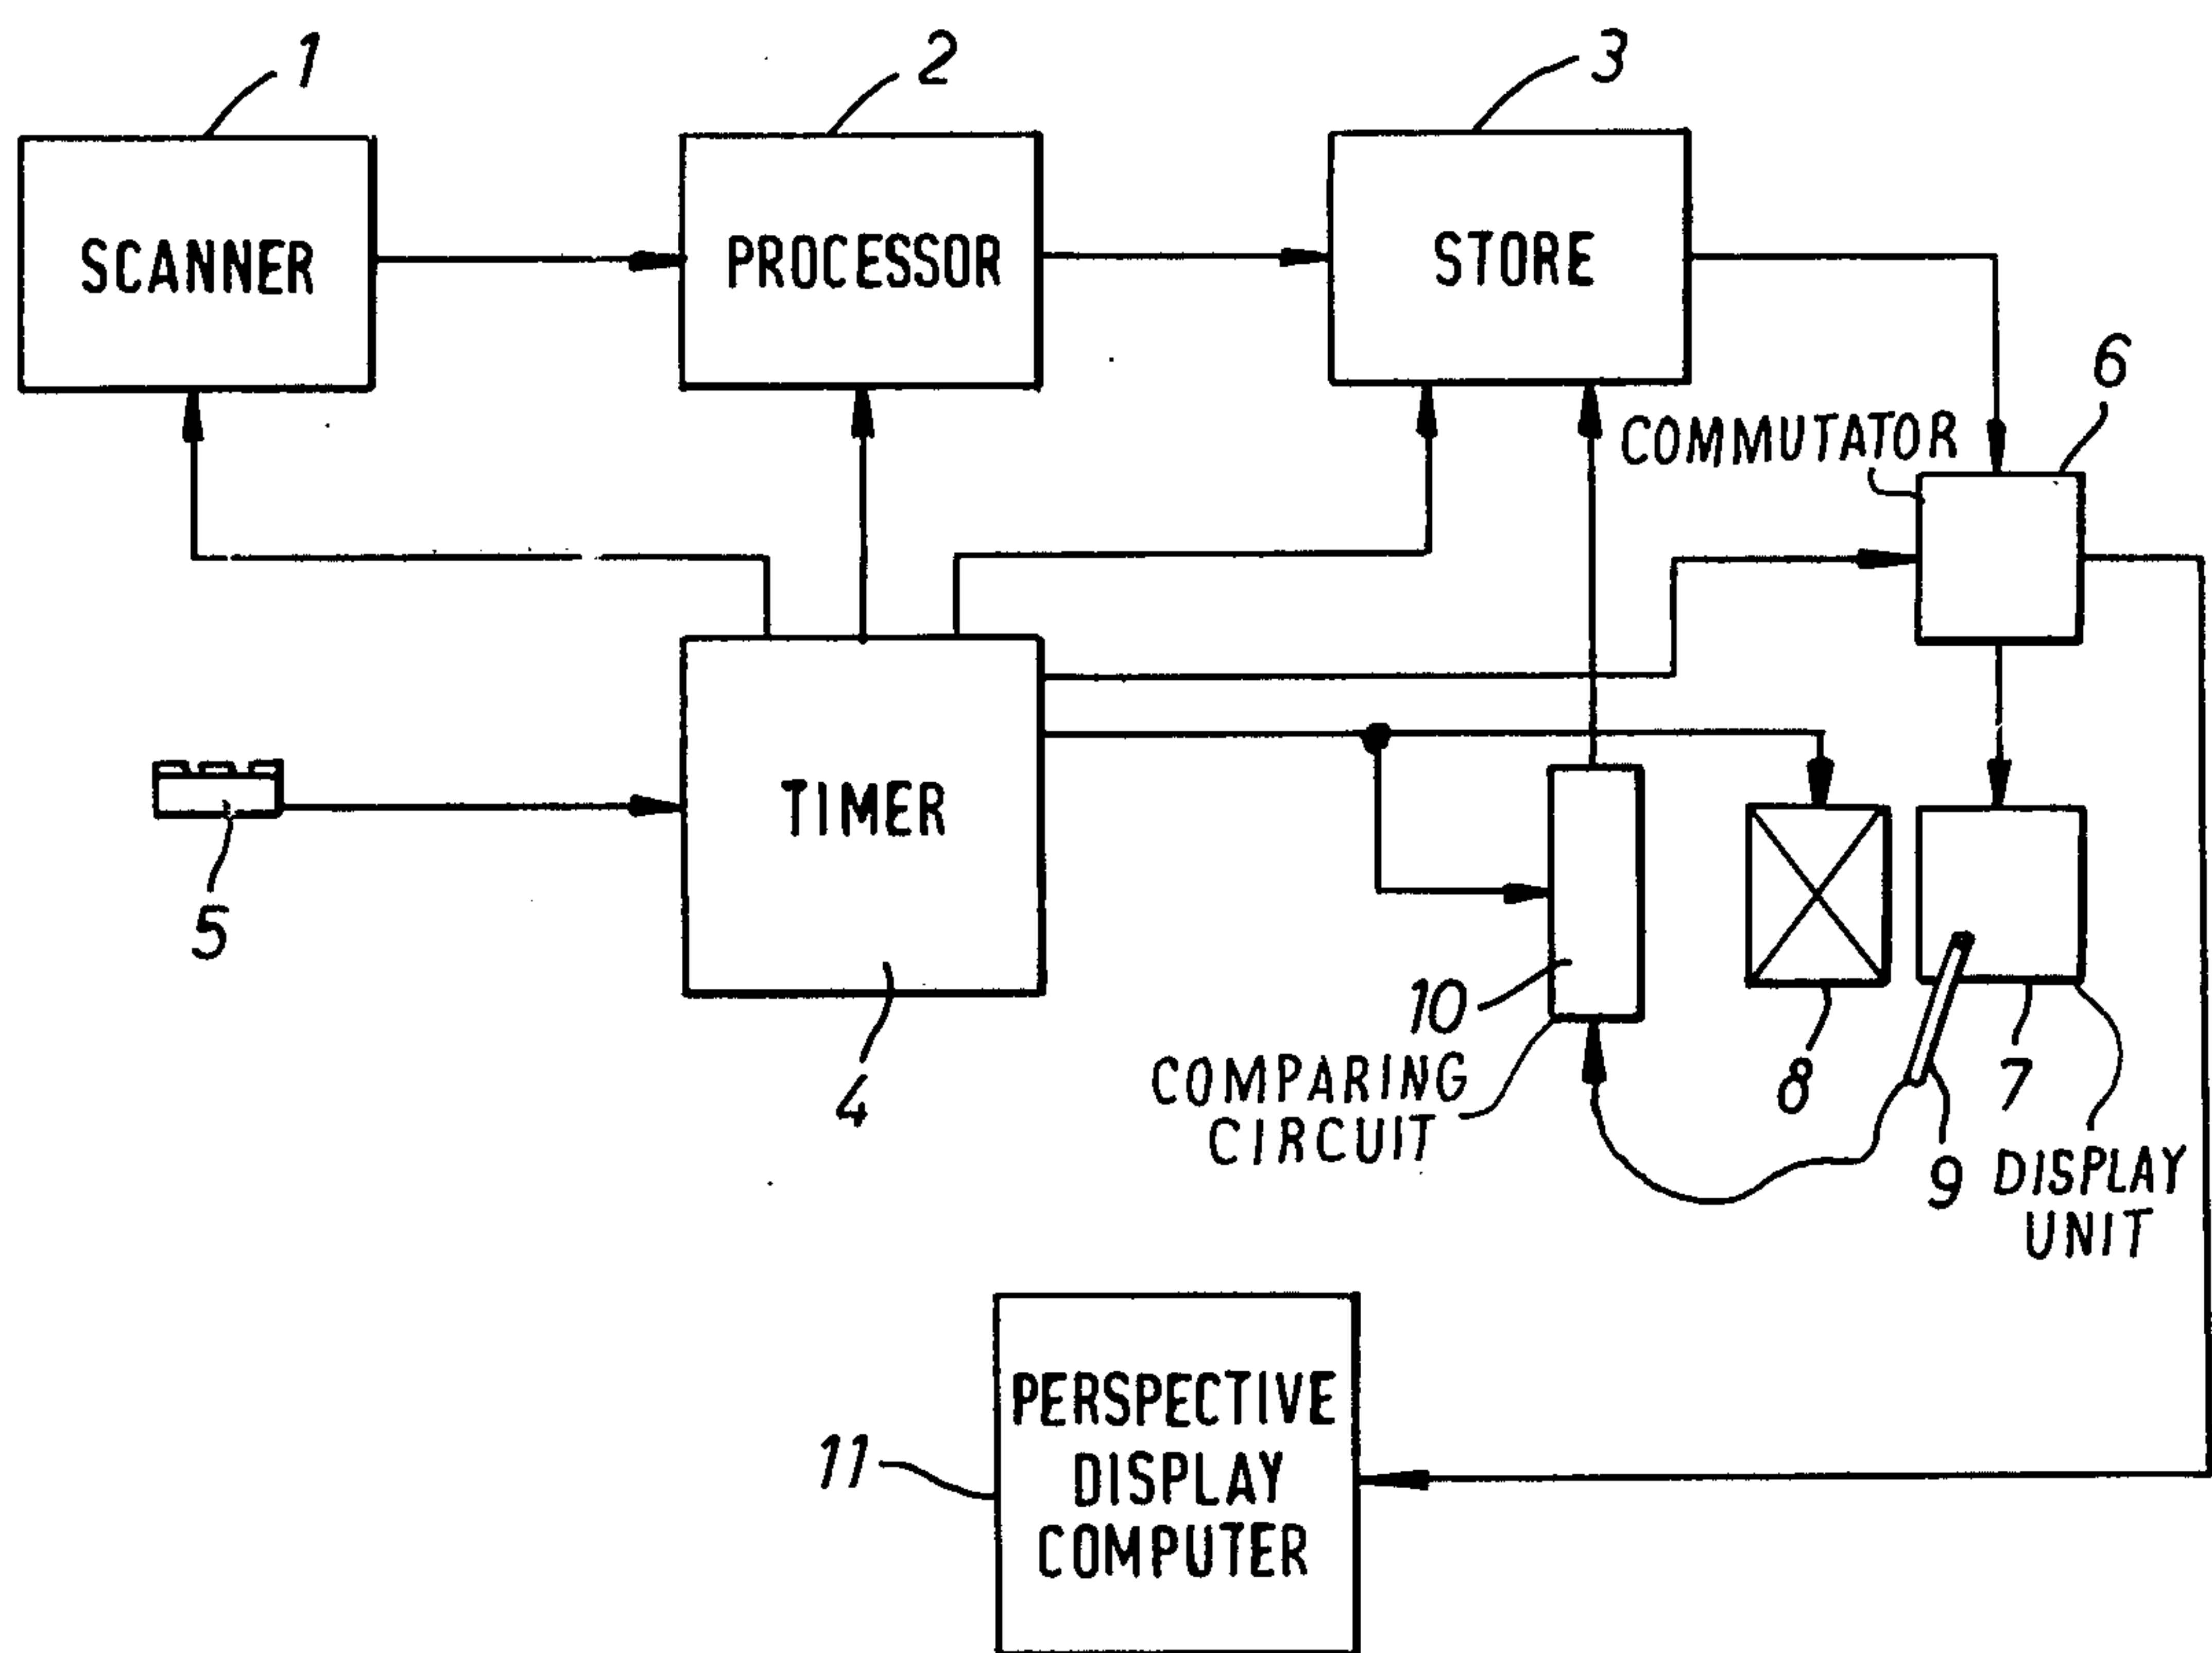 1
2
3
SCANNER
PROCESSOR
STORE
6
COMMUTATOR
TIMER
5
4
10
COMPARING
CIRCUIT
8
7
9
DISPLAY
UNIT
11
PERSPECTIVE
DISPLAY
COMPUTER